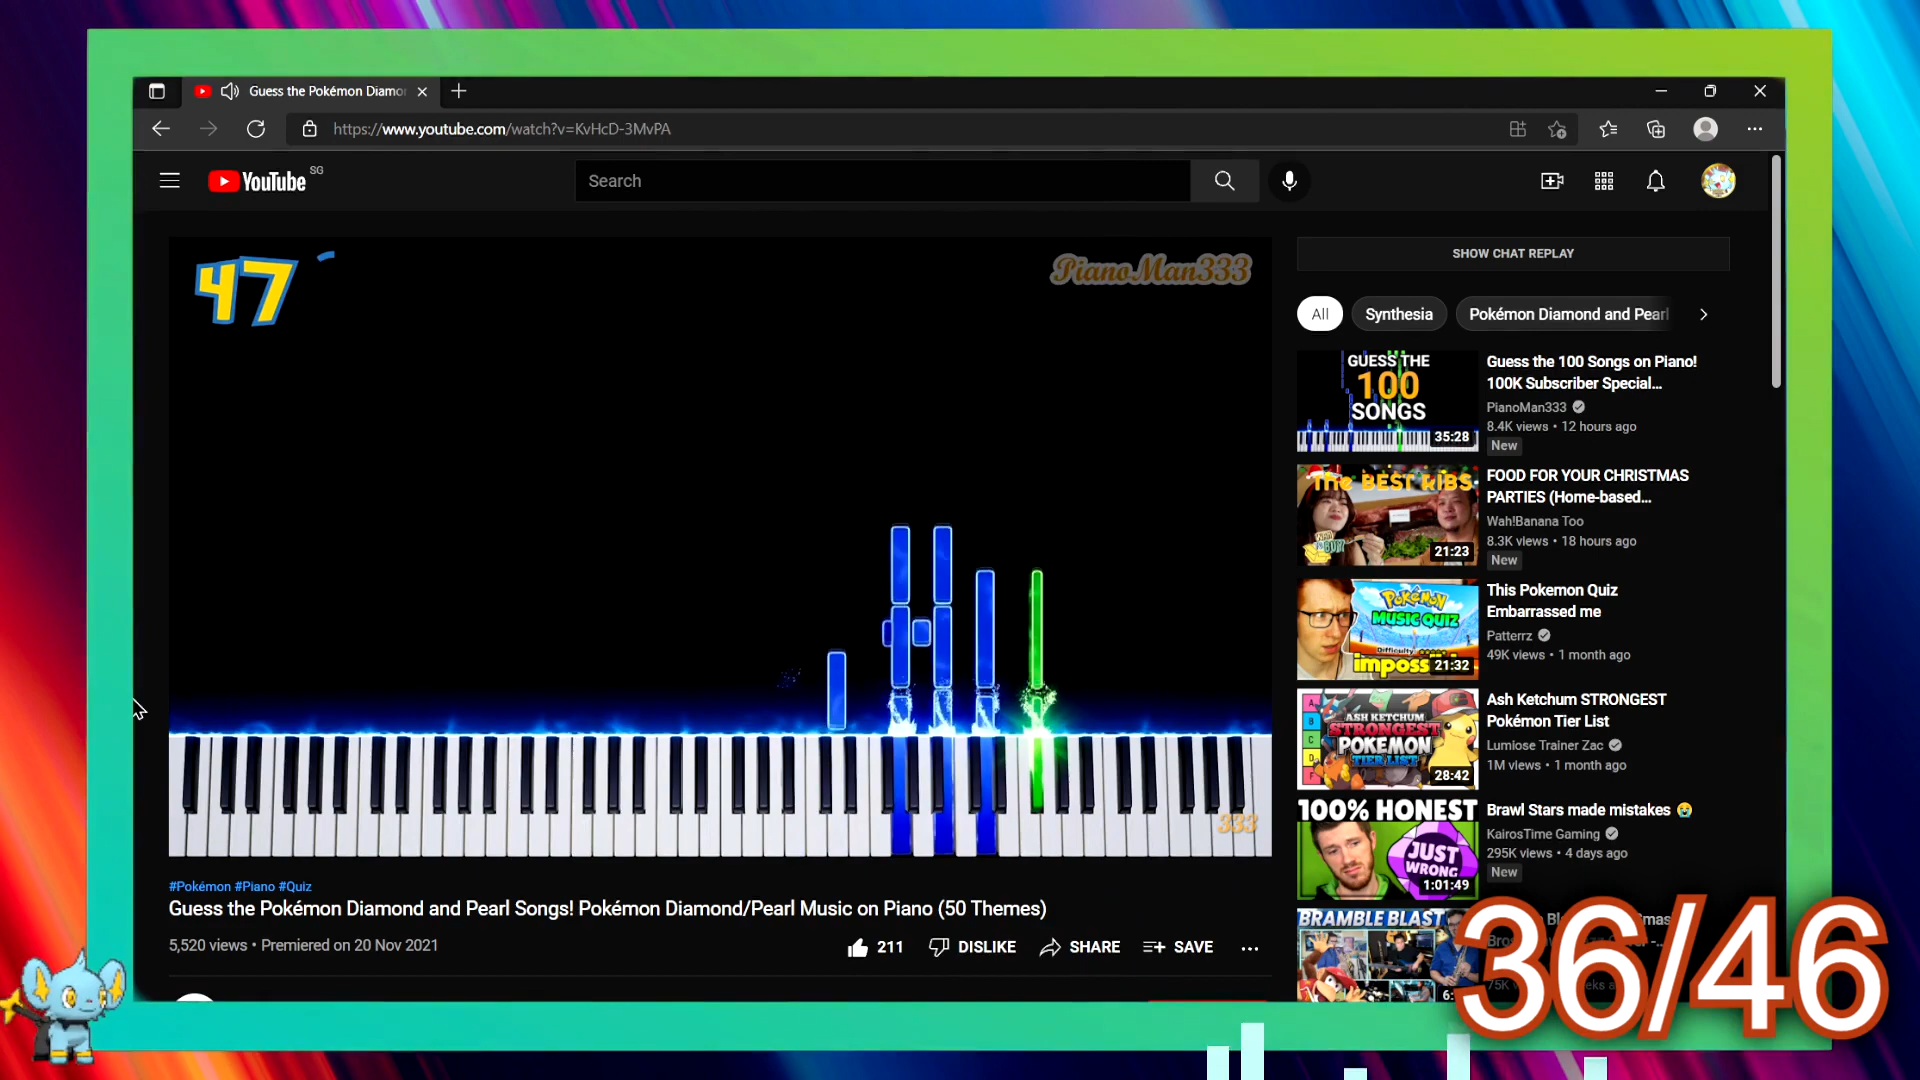 Guess the Pokémon Diamo
https://www.youtube.com/watch?v=KvHcD-3MvPA
YouTube SG
Search
47
PianoMan333
333
SHOW CHAT REPLAY
All
Synthesia
Pokémon Diamond and Pearl
GUESS THE
100
SONGS
35:28
Guess the 100 Songs on Piano!
100K Subscriber Special...
PianoMan333
8.4K views • 12 hours ago
New
The BEST RIBS
21:23
FOOD FOR YOUR CHRISTMAS
PARTIES (Home-based...
Wah!Banana Too
8.3K views • 18 hours ago
New
POKéMON
MUSIC QUIZ
Difficulty
imposs
21:32
This Pokemon Quiz
Embarrassed me
Patterrz
49K views • 1 month ago
A
B
C
D
F
ASH KETCHUM
STRONGEST
POKEMON
TIER LIST
28:42
Ash Ketchum STRONGEST
Pokémon Tier List
Lumiose Trainer Zac
1M views • 1 month ago
100% HONEST
JUST
WRONG
1:01:49
Brawl Stars made mistakes 😭
KairosTime Gaming
295K views • 4 days ago
New
BRAMBLE BLAST
#Pokémon #Piano #Quiz
Guess the Pokémon Diamond and Pearl Songs! Pokémon Diamond/Pearl Music on Piano (50 Themes)
5,520 views • Premiered on 20 Nov 2021
211
DISLIKE
SHARE
SAVE
36/46